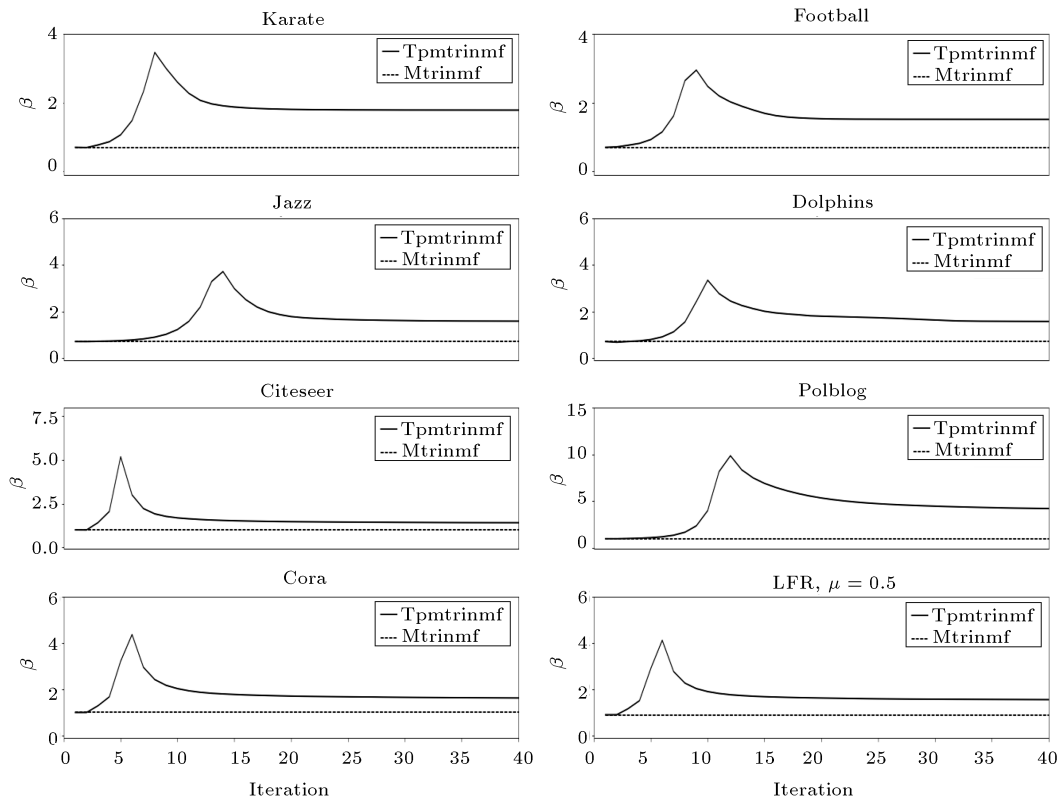 Karate
4
2
0
β
Tpmtrinmf
Mtrinmf
Football
4
2
0
β
Tpmtrinmf
Mtrinmf
Jazz
6
4
2
0
β
Tpmtrinmf
Mtrinmf
Dolphins
6
4
2
0
β
Tpmtrinmf
Mtrinmf
Citeseer
7.5
5.0
2.5
0.0
β
Tpmtrinmf
Mtrinmf
Polblog
15
10
5
0
β
Tpmtrinmf
Mtrinmf
Cora
6
4
2
0
β
Tpmtrinmf
Mtrinmf
0 5 10 15 20 25 30 35 40
Iteration
LFR, μ = 0.5
6
4
2
0
β
Tpmtrinmf
Mtrinmf
0 5 10 15 20 25 30 35 40
Iteration